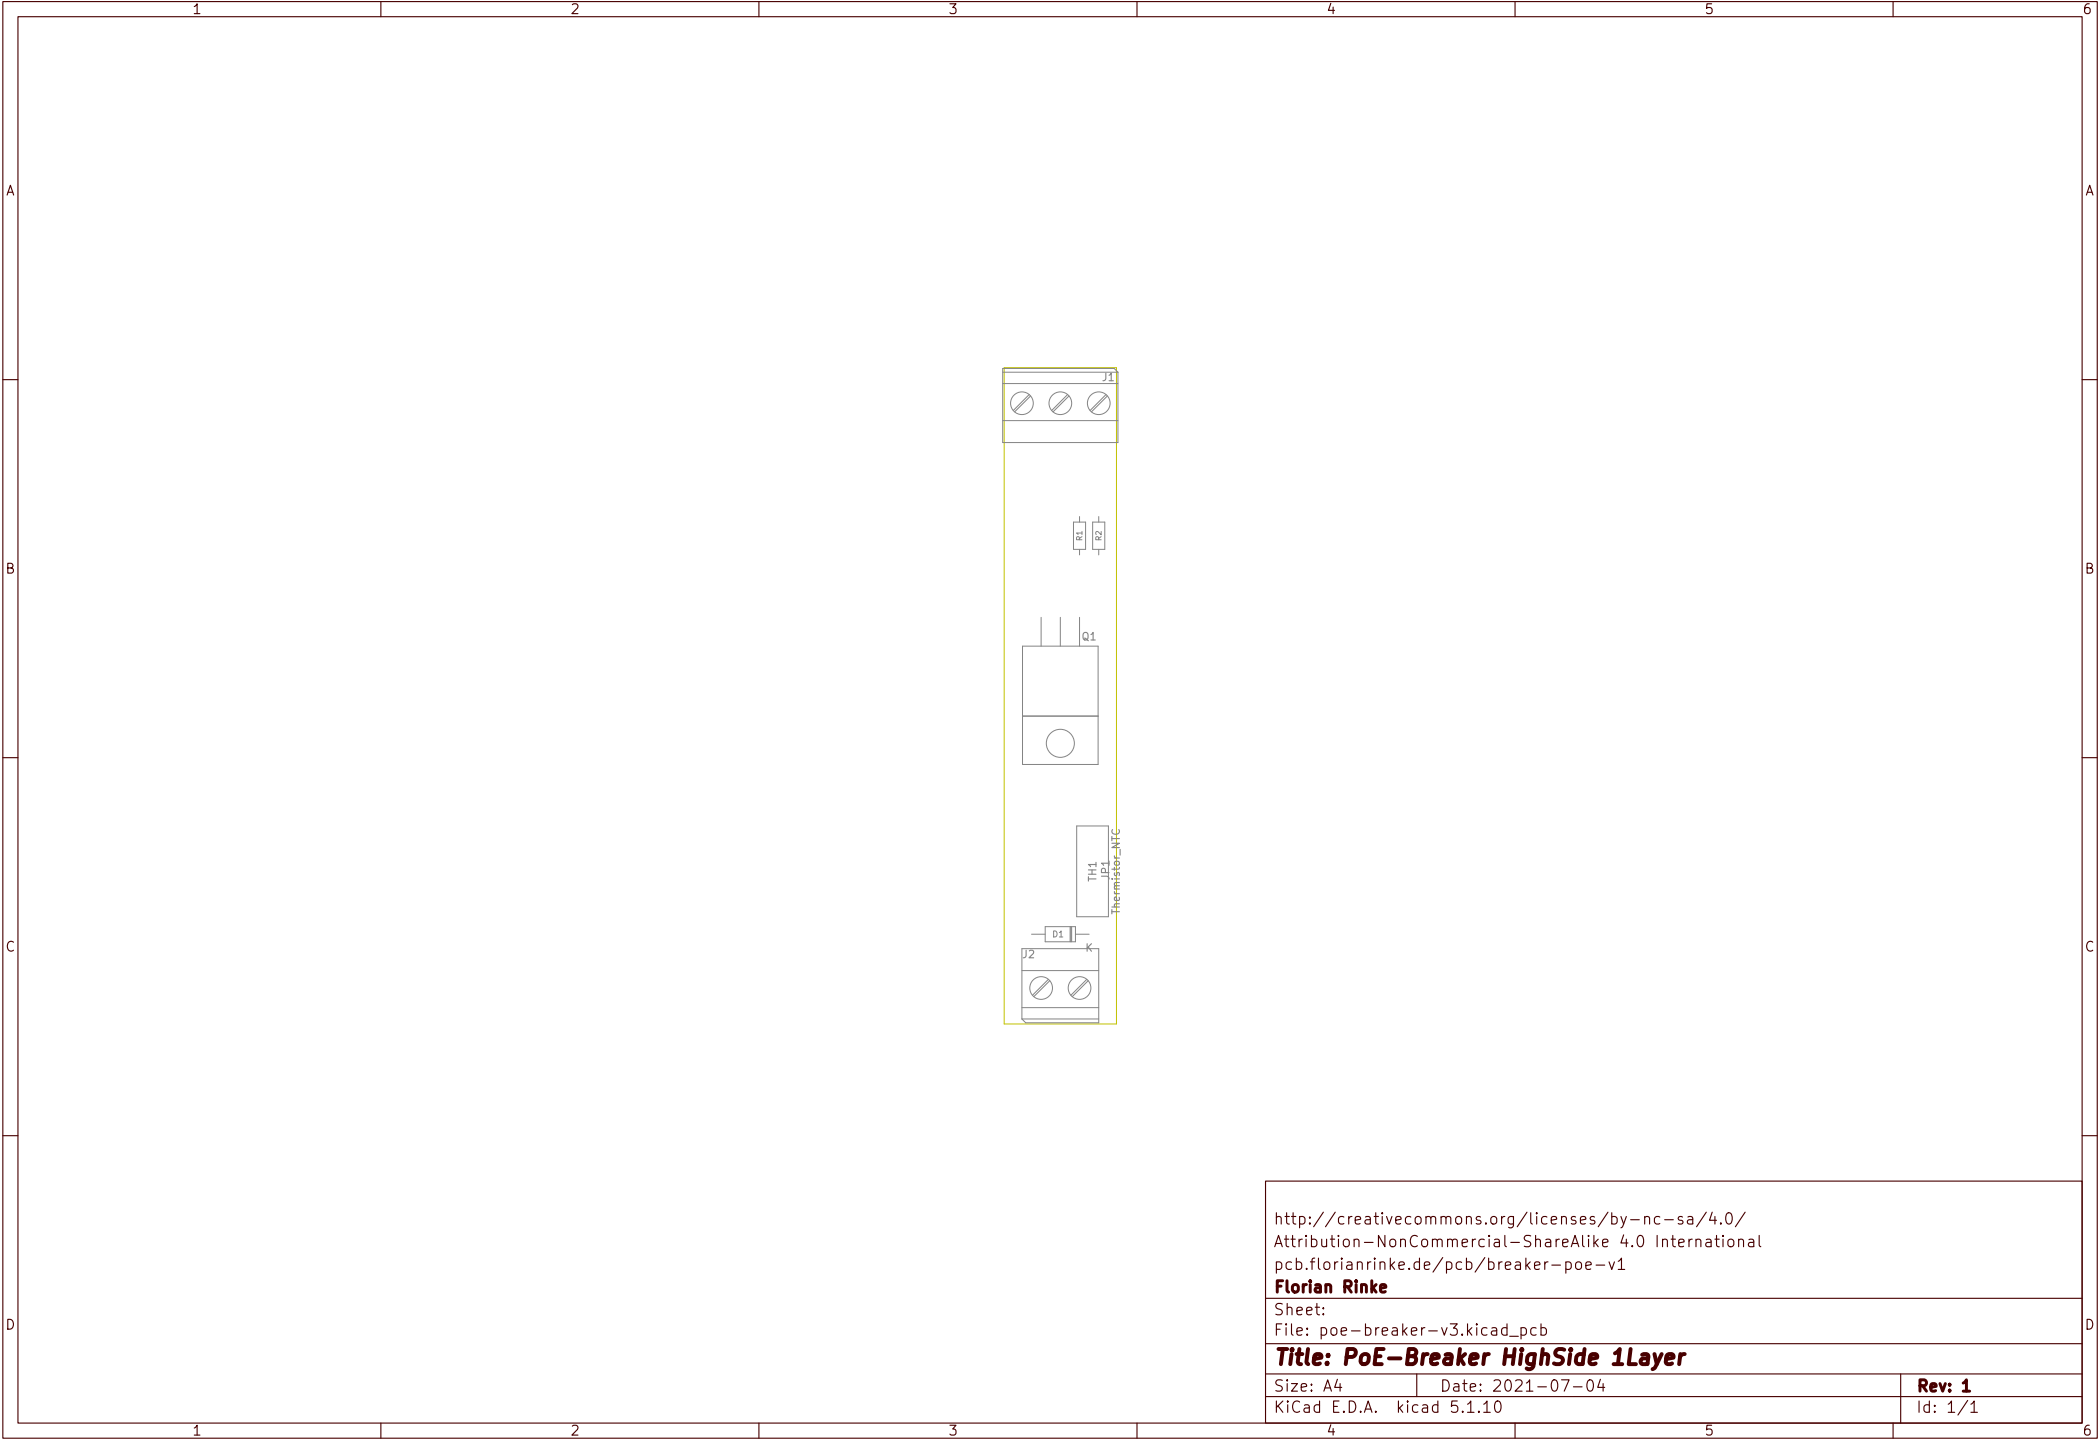 1 2 3 4 5 6
A A
J1
R1 R2
B B
Q1
Thermistor_NTC
TH1
JP1
D1
K
C C
J2
http://creativecommons.org/licenses/by-nc-sa/4.0/
Attribution-NonCommercial-ShareAlike 4.0 International
pcb.florianrinke.de/pcb/breaker-poe-v1
Florian Rinke
Sheet:
D D
File: poe-breaker-v3.kicad_pcb
Title: PoE-Breaker HighSide 1Layer
Size: A4 Date: 2021-07-04 Rev: 1
KiCad E.D.A. kicad 5.1.10 Id: 1/1
1 2 3 4 5 6